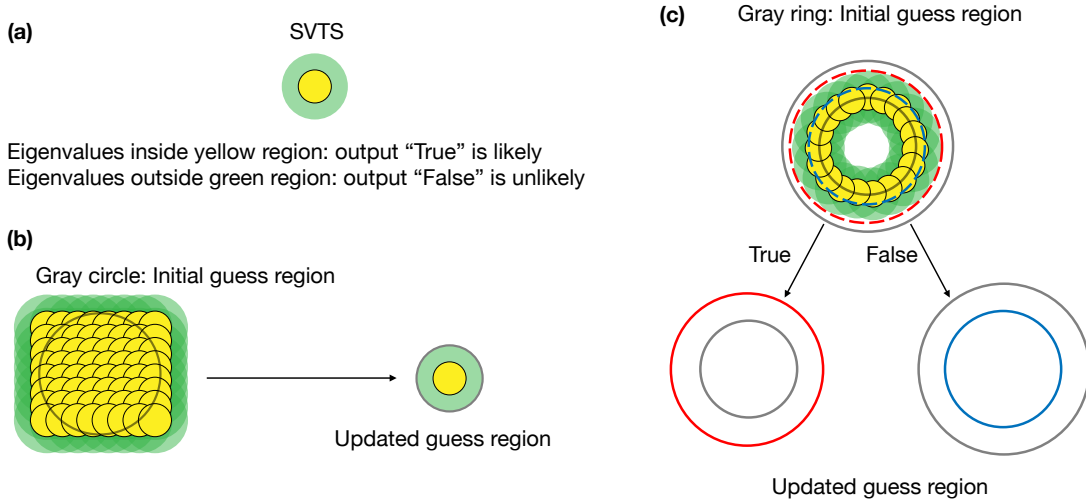 (a)
SVTS
Eigenvalues inside yellow region: output “True” is likely
Eigenvalues outside green region: output “False” is unlikely
(b)
Gray circle: Initial guess region
Updated guess region
(c)
Gray ring: Initial guess region
True
False
Updated guess region